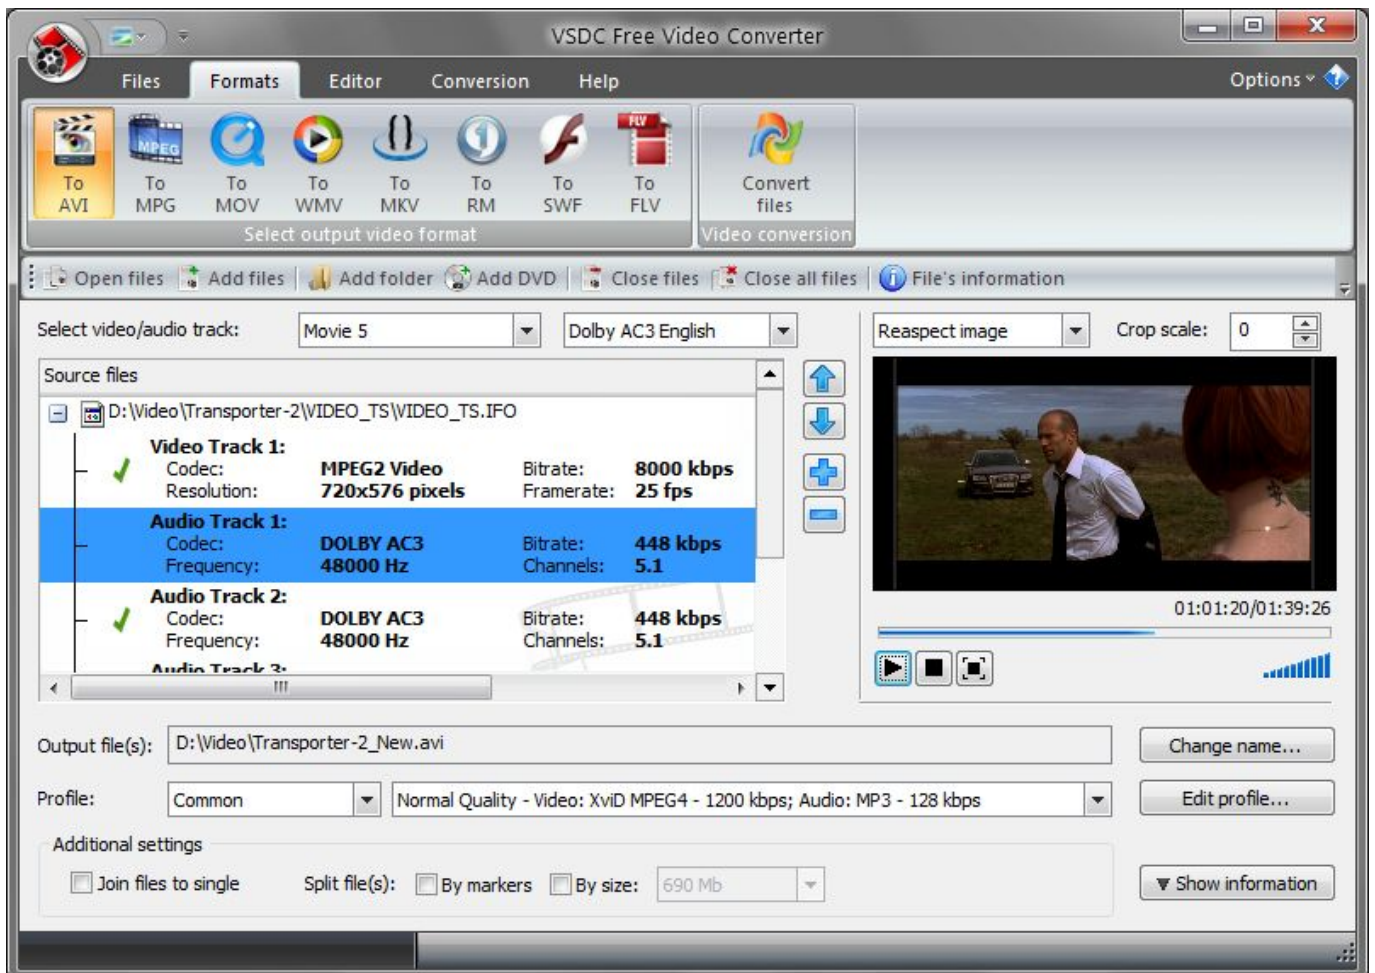 VSDC Free Video Converter
Files Formats Editor Conversion Help Options
MPEG FLV
To AVI To MPG To MOV To WMV To MKV To RM To SWF To FLV Convert files
Select output video format Video conversion
Open files Add files Add folder Add DVD Close files Close all files File's information
Select video/audio track: Movie 5 Dolby AC3 English Reaspect image Crop scale: 0
Source files
D:\Video\Transporter-2\VIDEO_TS\VIDEO_TS.IFO
Video Track 1:
Codec: MPEG2 Video Bitrate: 8000 kbps
Resolution: 720x576 pixels Framerate: 25 fps
Audio Track 1:
Codec: DOLBY AC3 Bitrate: 448 kbps
Frequency: 48000 Hz Channels: 5.1
Audio Track 2:
Codec: DOLBY AC3 Bitrate: 448 kbps
Frequency: 48000 Hz Channels: 5.1
Audio Track 3:
01:01:20/01:39:26
Output file(s): D:\Video\Transporter-2_New.avi Change name...
Profile: Common Normal Quality - Video: XviD MPEG4 - 1200 kbps; Audio: MP3 - 128 kbps Edit profile...
Additional settings
Join files to single Split file(s): By markers By size: 690 Mb Show information